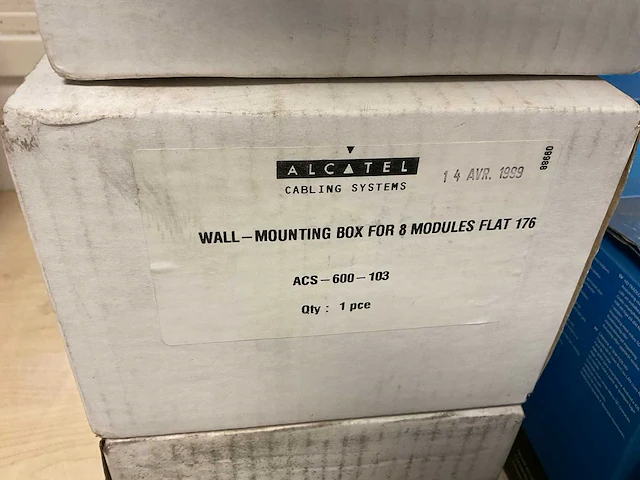 ALCATEL
CABLING SYSTEMS
14 AVR. 1999
WALL-MOUNTING BOX FOR 8 MODULES FLAT 176
ACS-600-103
Qty : 1 pce